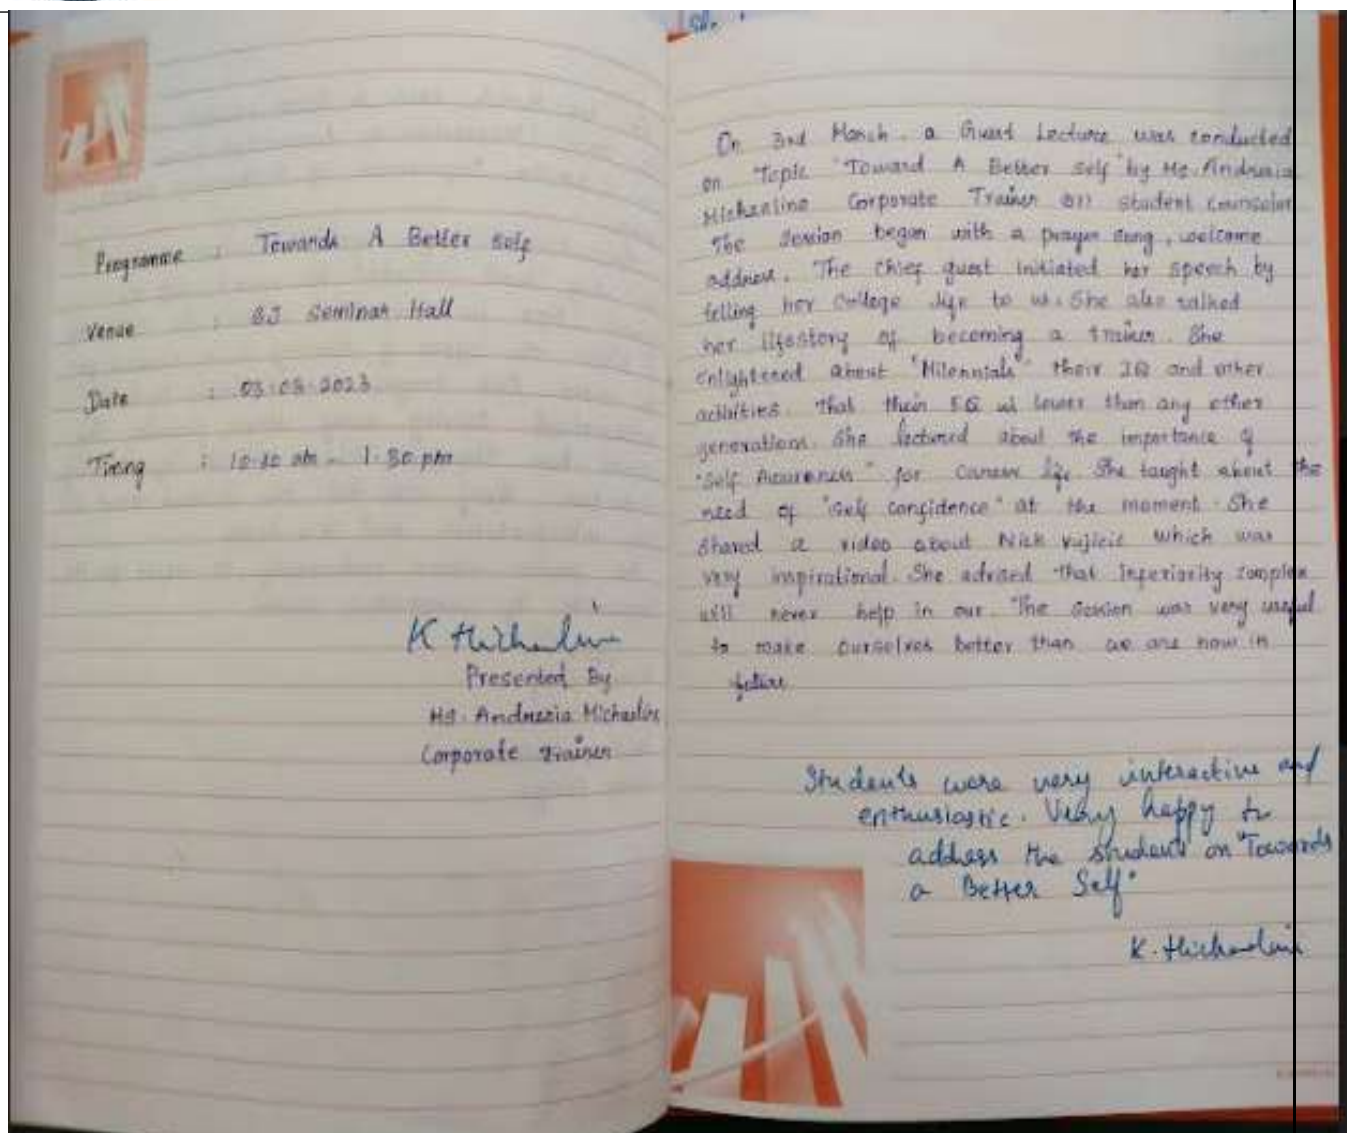 Programme : Towards A Better Self
Venue : SJ Seminar Hall
Date : 03.03.2023
Timing : 10.30 am - 1.30 pm
Presented By
Ms. Michaeline
Corporate Trainer
She
On 3rd March a Guest Lecture was conducted
on Topic "Toward A Better Self" by Ms.
Corporate Trainer student Counselor
The Session began with a prayer song, welcome
address. The Chief guest initiated her speech by
telling her College life to us. She also talked
her lifestory of becoming a trainer. She
enlightened about "Milennials" their IQ and other
activities. that their EQ is lower than any other
generations. She lectured about the importance of
"Self Awareness" for Career life She taught about the
need of "Self Confidence" at the moment. She
shared a video about Nick Vujicic which was
very inspirational. She advised that Inferiority complex
will never help in our. The Session was very useful
to make ourselves better than we are now in
future
Students were very interactive and
enthusiastic. Very happy to
address the students on "Towards
a Better Self"